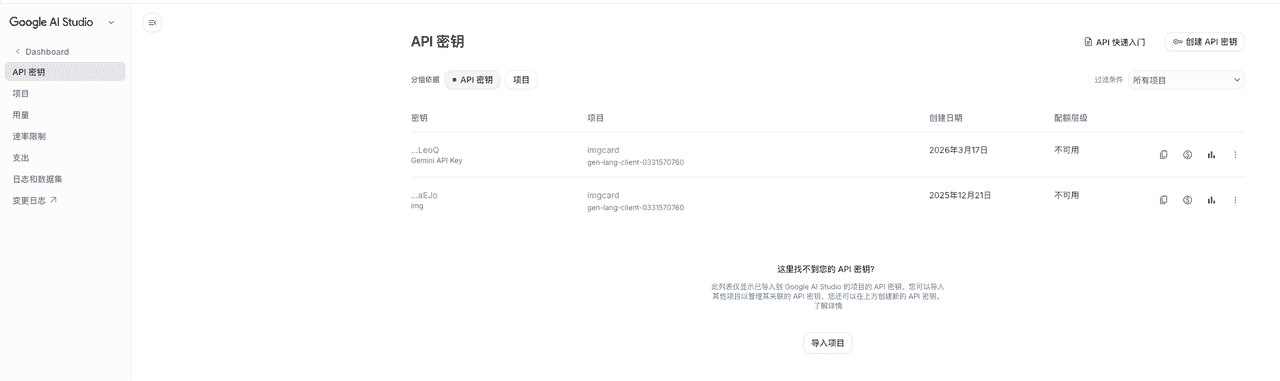 Google AI Studio
Dashboard
API 密钥
项目
用量
速率限制
支出
日志和数据集
变更日志
API 密钥
API 快速入门
创建 API 密钥
分组依据
API 密钥
项目
过滤条件
所有项目
密钥
项目
创建日期
配额层级
...LeoQ
Gemini API Key
imgcard
gen-lang-client-0331570760
2026年3月17日
不可用
...aEJo
img
imgcard
gen-lang-client-0331570760
2025年12月21日
不可用
这里找不到您的 API 密钥?
此列表仅显示已导入到 Google AI Studio 的项目的 API 密钥。您可以导入
其他项目以管理其关联的 API 密钥，您还可以在上方创建新的 API 密钥。
了解详情
导入项目